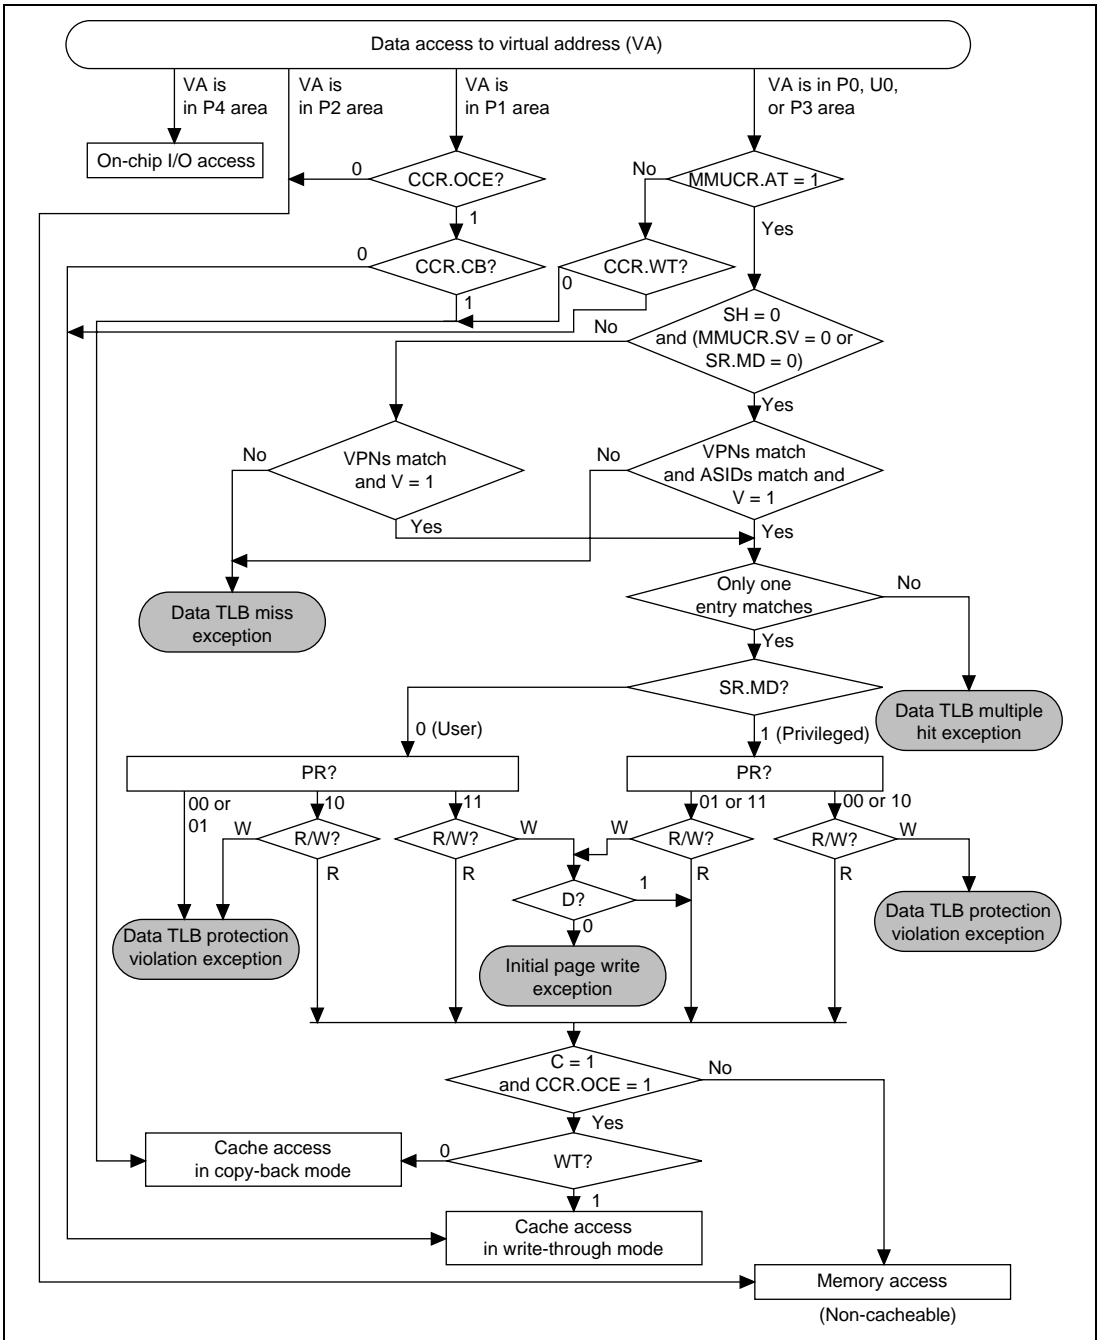 Data access to virtual address (VA)
VA is
in P4 area
VA is
in P2 area
VA is
in P1 area
VA is in P0, U0,
or P3 area
On-chip I/O access
0
CCR.OCE?
No
MMUCR.AT = 1
1
Yes
0
CCR.CB?
CCR.WT?
0
1
SH = 0
No
and (MMUCR.SV = 0 or
SR.MD = 0)
Yes
No
VPNs match
and V = 1
No
VPNs match
and ASIDs match and
V = 1
Yes
Yes
Only one
entry matches
No
Data TLB miss
exception
Yes
SR.MD?
Data TLB multiple
hit exception
0 (User)
1 (Privileged)
PR?
PR?
00 or
01
10
11
01 or 11
00 or 10
W
R/W?
R/W?
W
W
R/W?
R/W?
W
R
R
R
R
D?
1
0
Data TLB protection
violation exception
Initial page write
exception
Data TLB protection
violation exception
C = 1
and CCR.OCE = 1
No
Yes
Cache access
in copy-back mode
0
WT?
1
Cache access
in write-through mode
Memory access
(Non-cacheable)